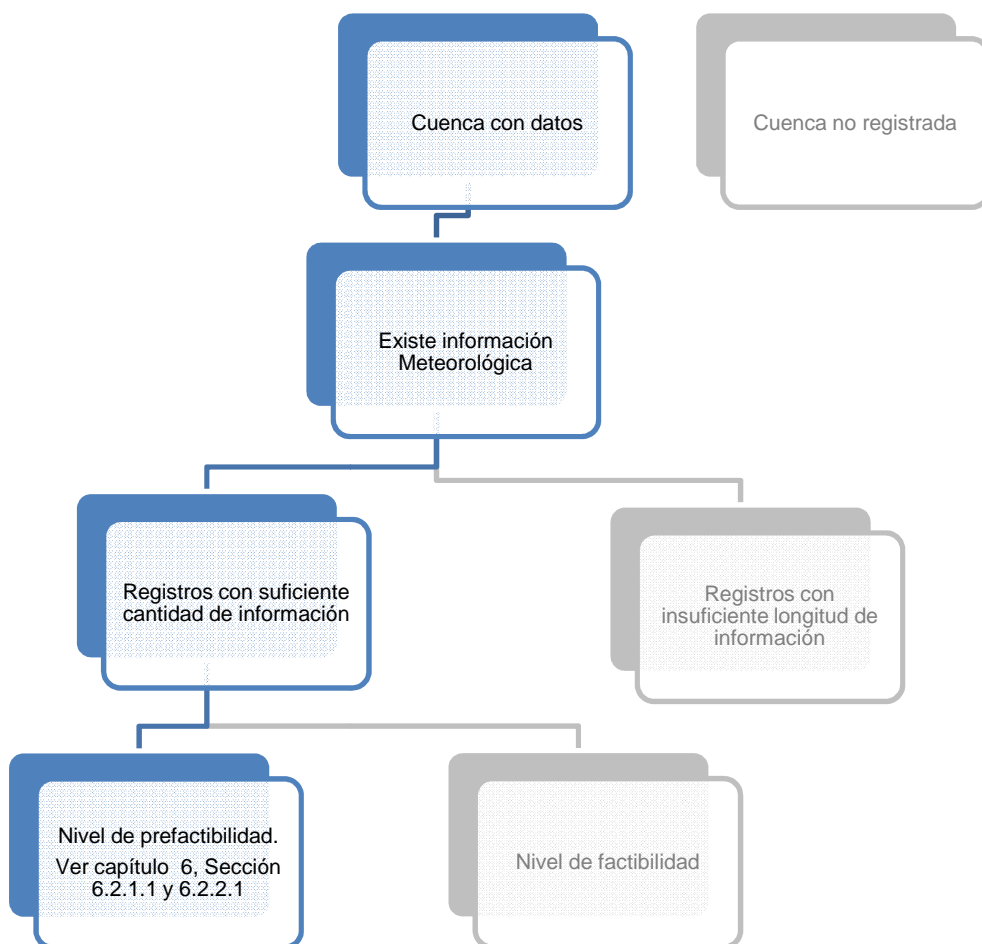 Cuenca con datos
Cuenca no registrada
Existe información
Meteorológica
Registros con suficiente
cantidad de información
Registros con
insuficiente longitud de
información
Nivel de prefactibilidad.
Ver capítulo 6, Sección
6.2.1.1 y 6.2.2.1
Nivel de factibilidad